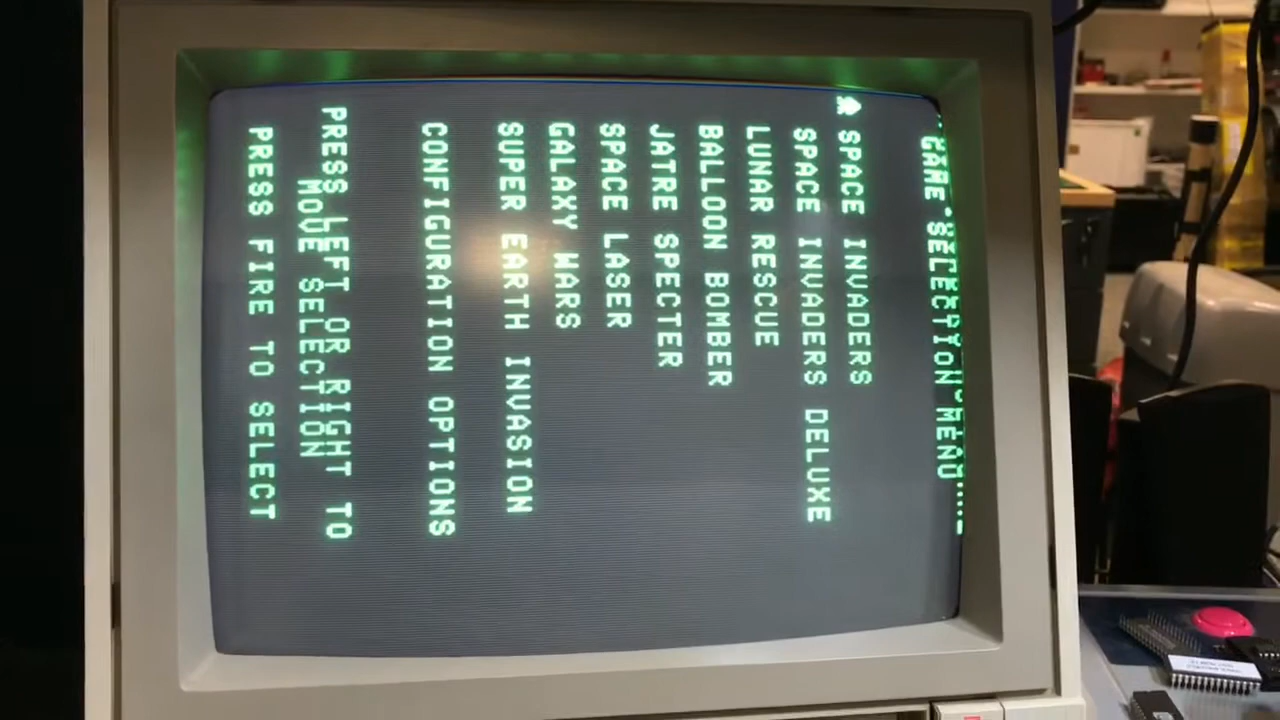 GAME SELECTION MENU
SPACE INVADERS
SPACE INVADERS DELUXE
LUNAR RESCUE
BALLOON BOMBER
JATRE SPECTER
SPACE LASER
GALAXY WARS
SUPER EARTH INVASION
CONFIGURATION OPTIONS
PRESS LEFT OR RIGHT TO
MOVE SELECTION
PRESS FIRE TO SELECT